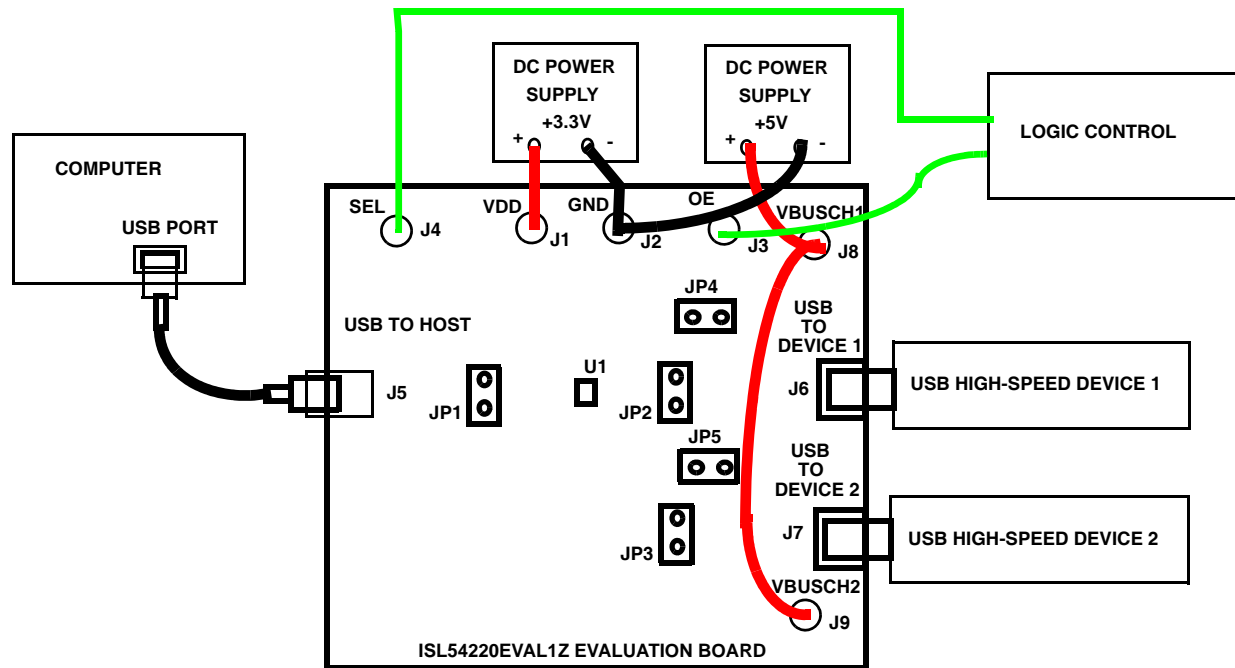 DC POWER
SUPPLY
+3.3V
+ -
DC POWER
SUPPLY
+5V
+ -
LOGIC CONTROL
COMPUTER
USB PORT
SEL
J4
VDD
J1
GND
J2
OE
J3
VBUSCH1
J8
JP4
USB TO HOST
USB
TO
DEVICE 1
J5
JP1
U1
JP2
J6
USB HIGH-SPEED DEVICE 1
JP5
USB
TO
DEVICE 2
JP3
J7
USB HIGH-SPEED DEVICE 2
VBUSCH2
J9
ISL54220EVAL1Z EVALUATION BOARD